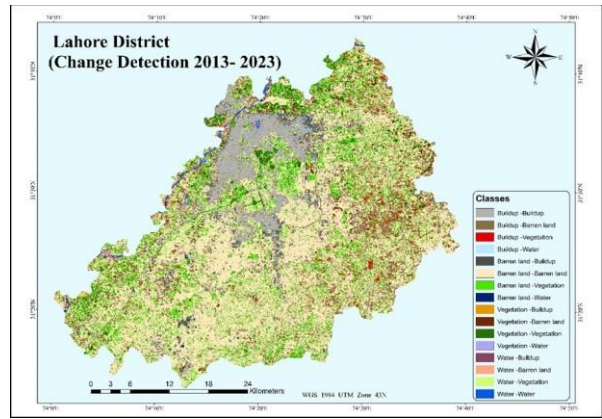 Lahore District
(Change Detection 2013- 2023)
N
W
E
S
Classes
Buildup -Buildup
Buildup -Barren land
Buildup -Vegetation
Buildup -Water
Barren land -Buildup
Barren land -Barren land
Barren land -Vegetation
Barren land -Water
Vegetation -Buildup
Vegetation -Barren land
Vegetation -Vegetation
Vegetation -Water
Water -Buildup
Water -Barren land
Water -Vegetation
Water -Water
0 3 6 12 18 24
Kilometers
WGS 1984 UTM Zone 43N